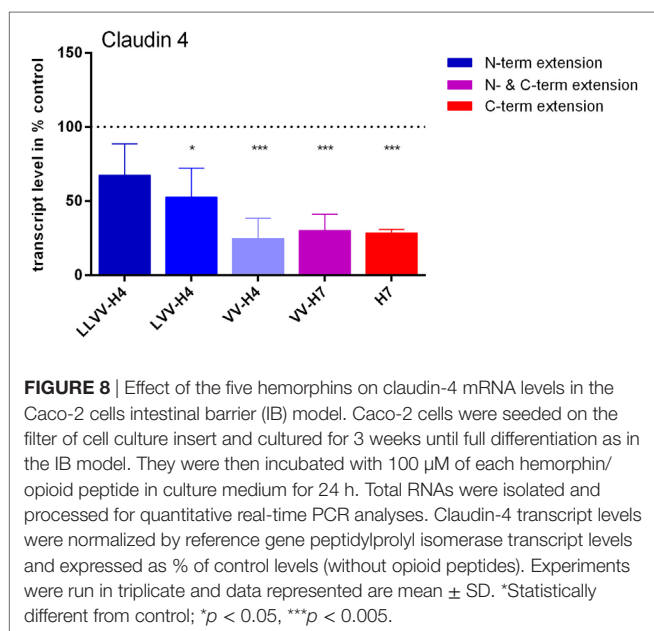 Claudin 4
150
100
50
0
transcript level in % control
* *** *** ***
LLVV-H4
LVV-H4
VV-H4
VV-H7
H7
N-term extension
N- & C-term extension
C-term extension
FIGURE 8 | Effect of the five hemorphins on claudin-4 mRNA levels in the
Caco-2 cells intestinal barrier (IB) model. Caco-2 cells were seeded on the
filter of cell culture insert and cultured for 3 weeks until full differentiation as in
the IB model. They were then incubated with 100 µM of each hemorphin/
opioid peptide in culture medium for 24 h. Total RNAs were isolated and
processed for quantitative real-time PCR analyses. Claudin-4 transcript levels
were normalized by reference gene peptidylprolyl isomerase transcript levels
and expressed as % of control levels (without opioid peptides). Experiments
were run in triplicate and data represented are mean ± SD. *Statistically
different from control; *p < 0.05, ***p < 0.005.